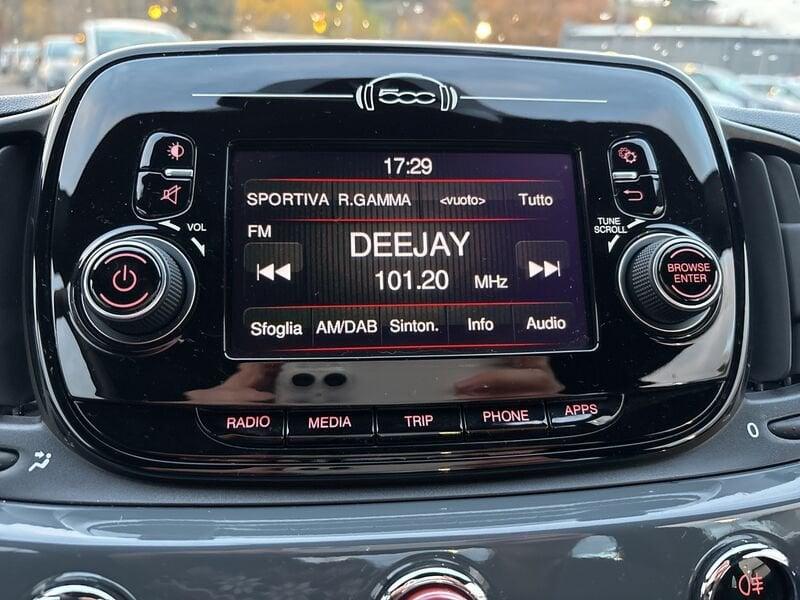 500
17:29
SPORTIVA R.GAMMA <vuoto> Tutto
FM
DEEJAY
101.20 MHz
Sfoglia AM/DAB Sinton. Info Audio
VOL
TUNE
SCROLL
BROWSE
ENTER
RADIO MEDIA TRIP PHONE APPS
0